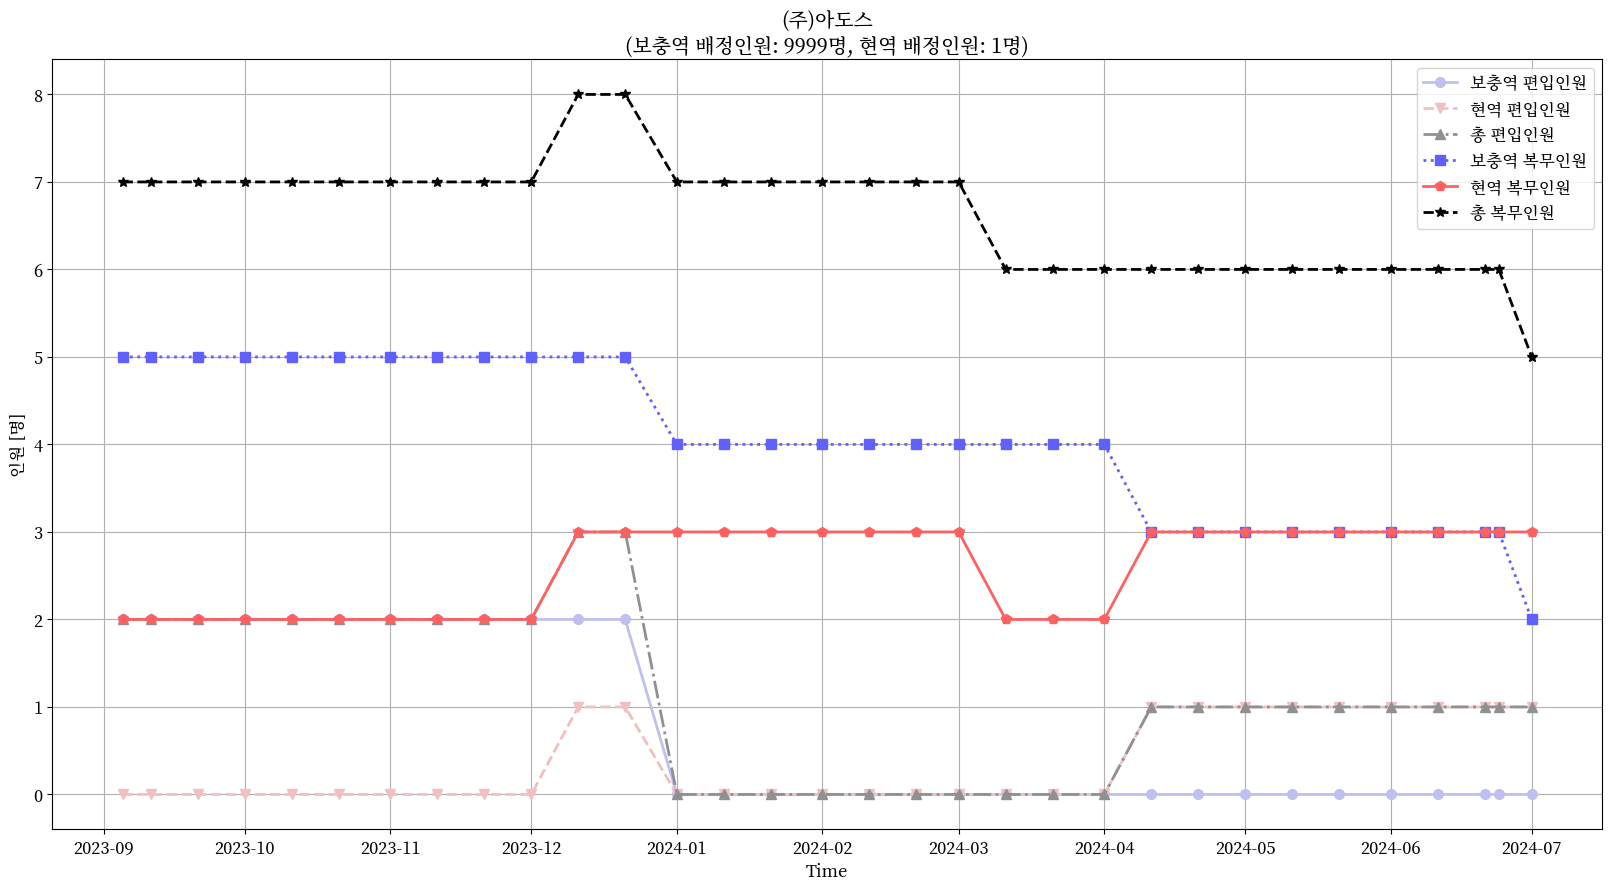 (주)아도스
(보충역 배정인원: 9999명, 현역 배정인원: 1명)
보충역 편입인원
현역 편입인원
총 편입인원
보충역 복무인원
현역 복무인원
총 복무인원
인원 [명]
8
7
6
5
4
3
2
1
0
2023-09 2023-10 2023-11 2023-12 2024-01 2024-02 2024-03 2024-04 2024-05 2024-06 2024-07
Time